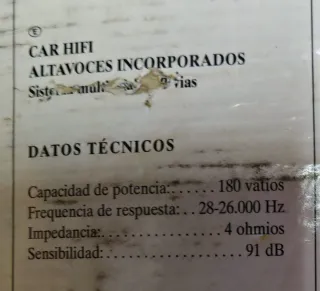 E
CAR HIFI
ALTAVOCES INCORPORADOS
vías
DATOS TÉCNICOS
Capacidad de potencia:...... 180 vatios
Frequencia de respuesta:.. 28-26.000 Hz
Impedancia:................ 4 ohmios
Sensibilidad:.................. 91 dB